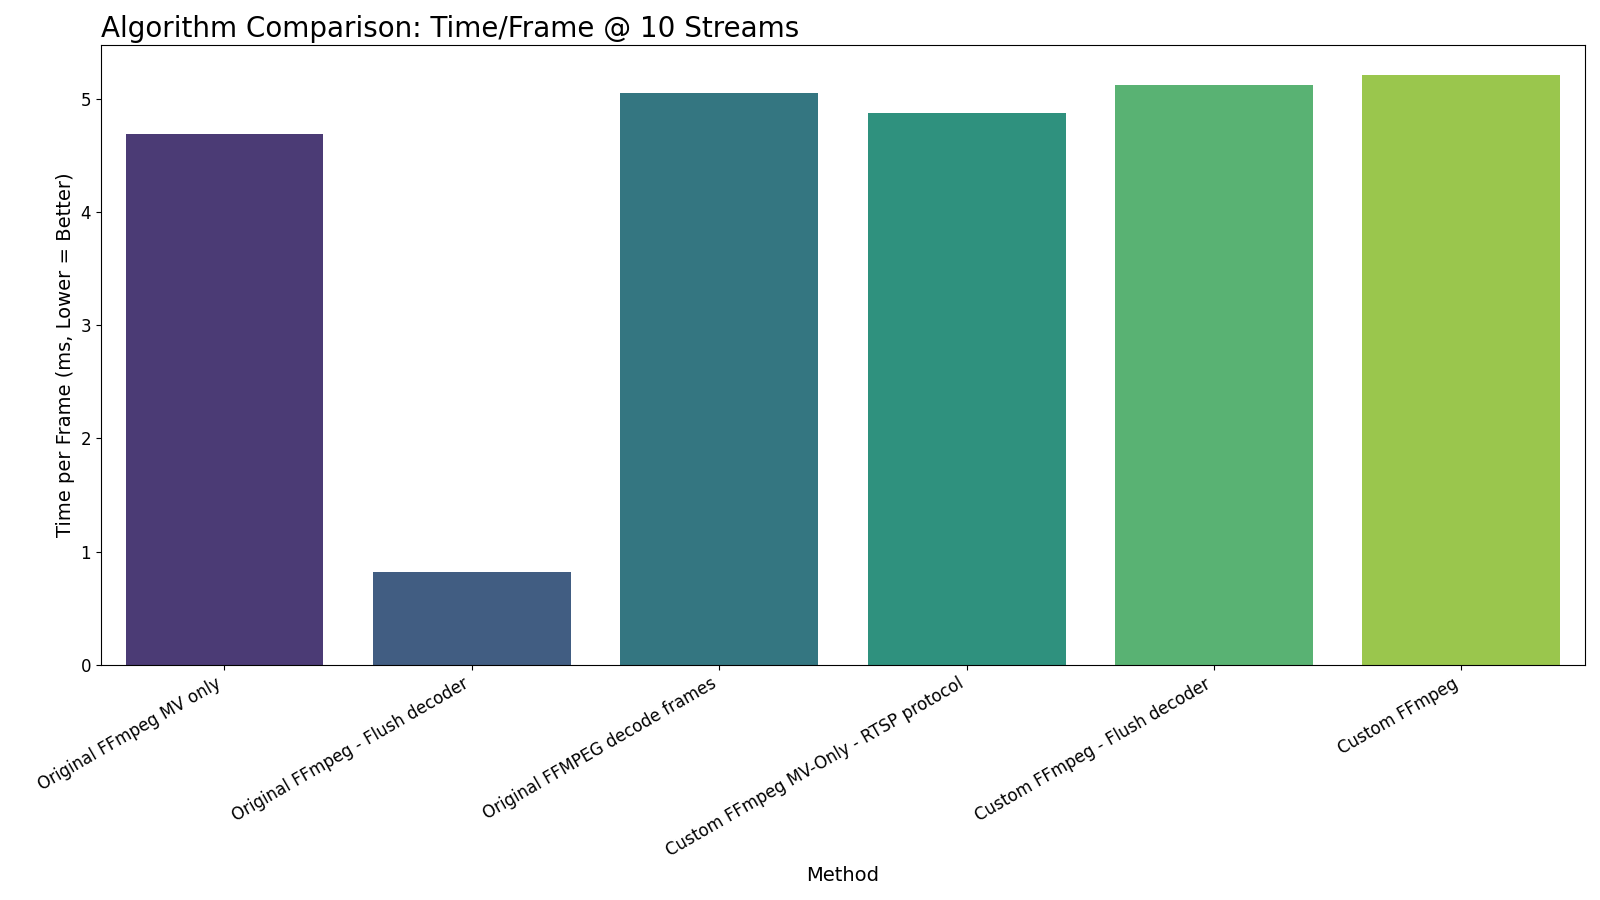 Algorithm Comparison: Time/Frame @ 10 Streams
Time per Frame (ms, Lower = Better)
5
4
3
2
1
0
Original FFmpeg MV only
Original FFmpeg - Flush decoder
Original FFMPEG decode frames
Custom FFmpeg MV-Only - RTSP protocol
Custom FFmpeg - Flush decoder
Custom FFmpeg
Method